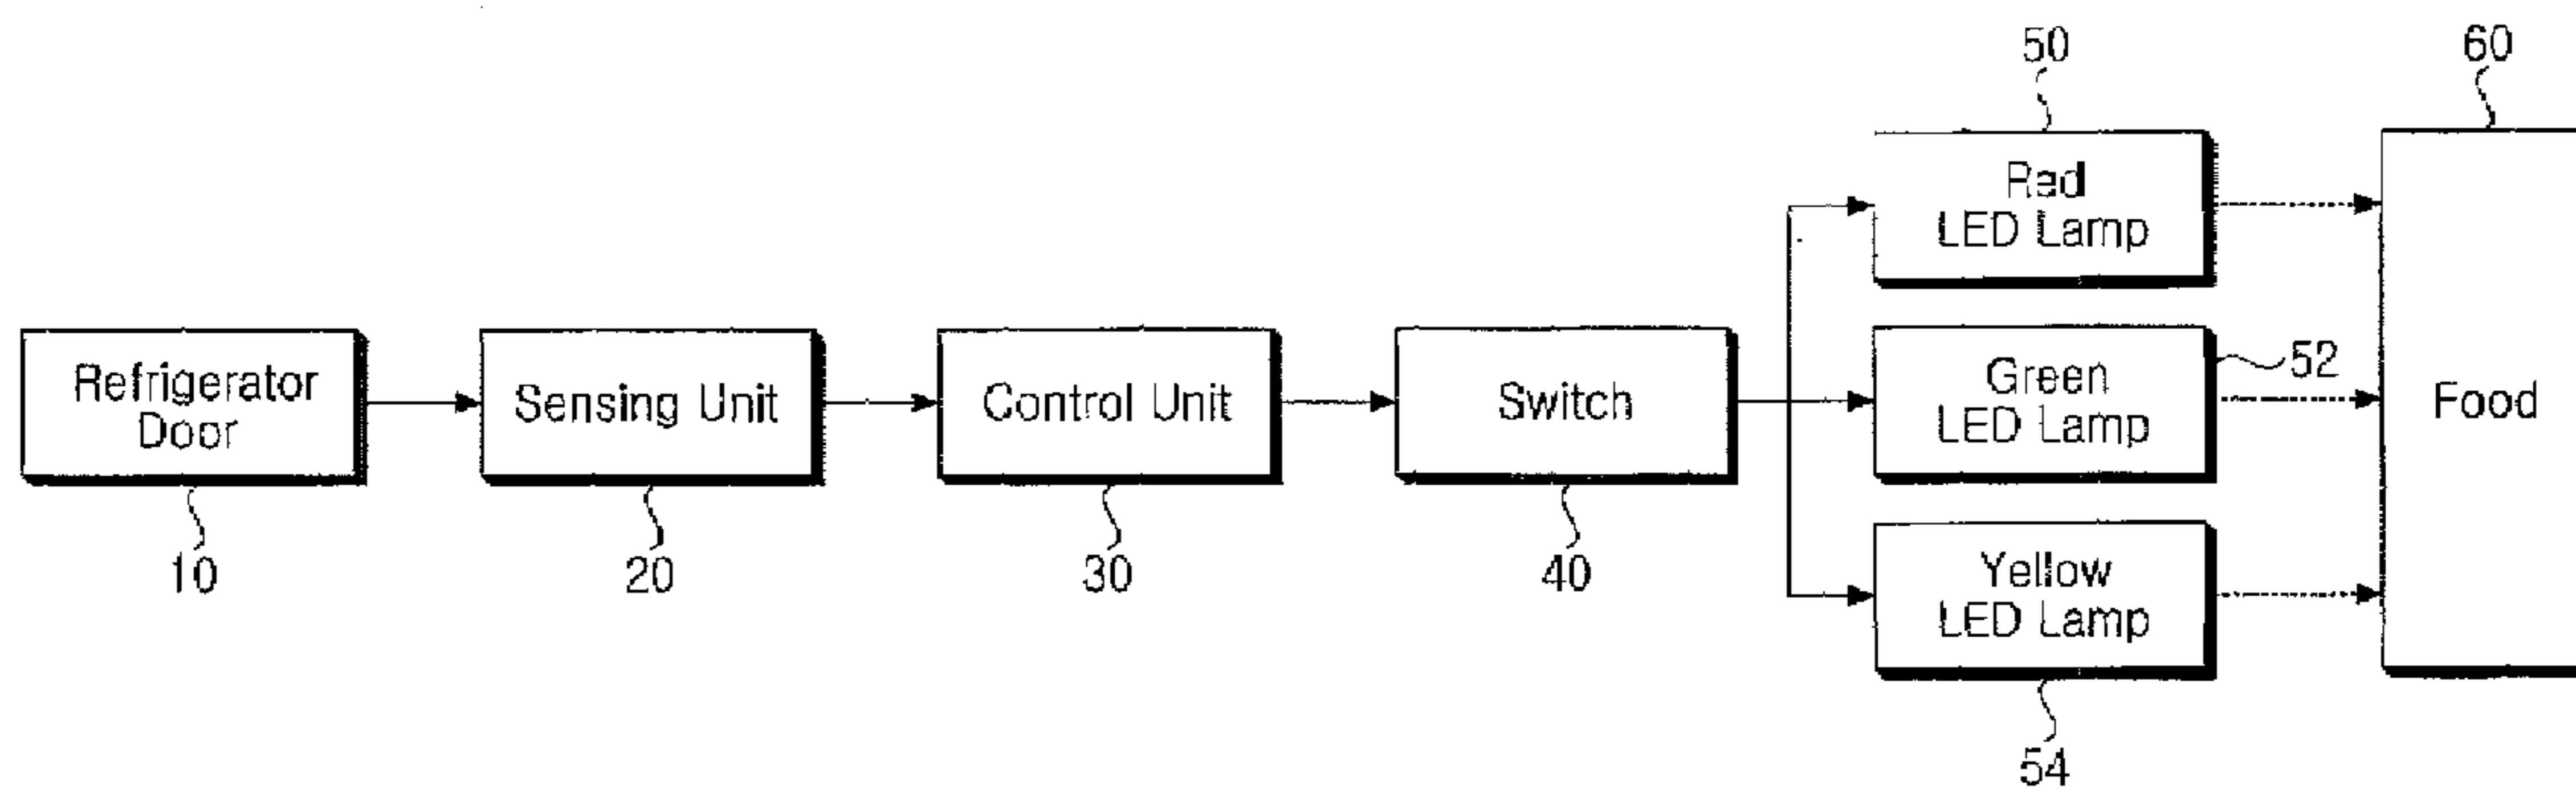 50
60
Red
LED Lamp
52
Refrigerator
Door
Sensing Unit
Control Unit
Switch
Green
LED Lamp
Food
10
20
30
40
Yellow
LED Lamp
54